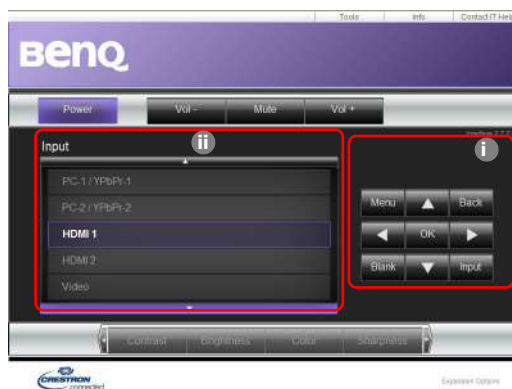 Tools Info Contact IT Help
BenQ
Power Vol - Mute Vol +
ii
i
Input
PC-1 / YPbPr-1
PC-2 / YPbPr-2
HDMI 1
HDMI 2
Video
Menu Back
OK
Blank Input
Contrast Brightness Color Sharpness
CRESTRON
connected
Expansion Options